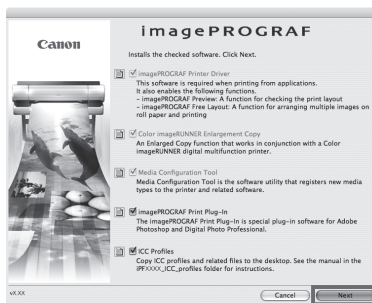 imagePROGRAF
Canon
Installs the checked software. Click Next.
imagePROGRAF Printer Driver
This software is required when printing from applications.
It also enables the following functions.
- imagePROGRAF Preview: A function for checking the print layout
- imagePROGRAF Free Layout: A function for arranging multiple images on
roll paper and printing
Color imageRUNNER Enlargement Copy
An Enlarged Copy function that works in conjunction with a Color
imageRUNNER digital multifunction printer.
Media Configuration Tool
Media Configuration Tool is the software utility that registers new media
types to the printer and related software.
imagePROGRAF Print Plug-In
The imagePROGRAF Print Plug-In is special plug-in software for Adobe
Photoshop and Digital Photo Professional.
ICC Profiles
Copy ICC profiles and related files to the desktop. See the manual in the
iPFXXXX_ICC_profiles folder for instructions.
vX.XX
Cancel
Next